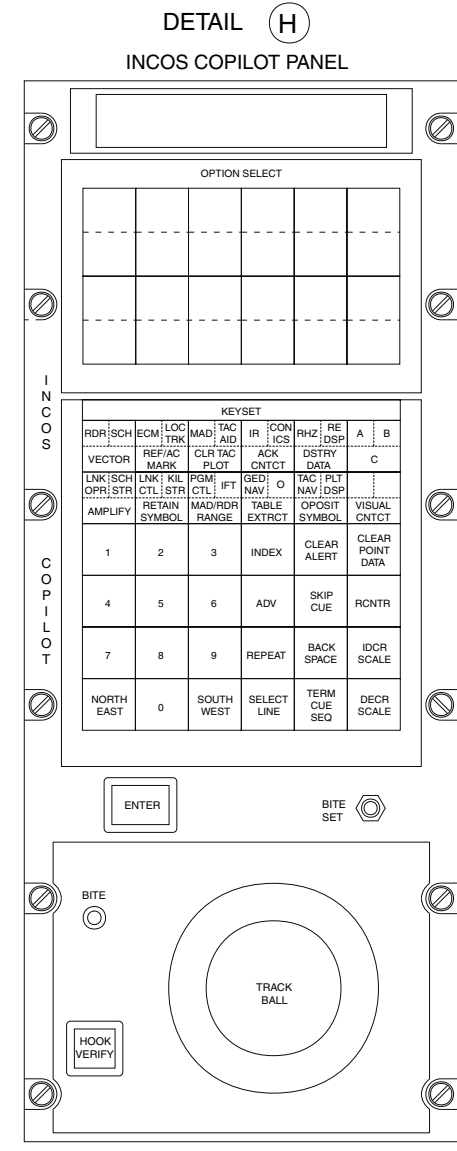 DETAIL H
INCOS COPILOT PANEL
OPTION SELECT
INCOS COPILOT
KEYSET
RDR SCH ECM LOC TRK MAD TAC AID IR CON ICS RHZ RE DSP A B
VECTOR REF/AC MARK CLR TAC PLOT ACK CNTCT DSTRY DATA C
LNK OPR SCH STR LNK CTL KIL STR PGM CTL IFT GED NAV O TAC NAV PLT DSP
AMPLIFY RETAIN SYMBOL MAD/RDR RANGE TABLE EXTRCT OPOSIT SYMBOL VISUAL CNTCT
1 2 3 INDEX CLEAR ALERT CLEAR POINT DATA
4 5 6 ADV SKIP CUE RCNTR
7 8 9 REPEAT BACK SPACE IDCR SCALE
NORTH EAST 0 SOUTH WEST SELECT LINE TERM CUE SEQ DECR SCALE
ENTER
BITE SET
BITE
TRACK BALL
HOOK VERIFY